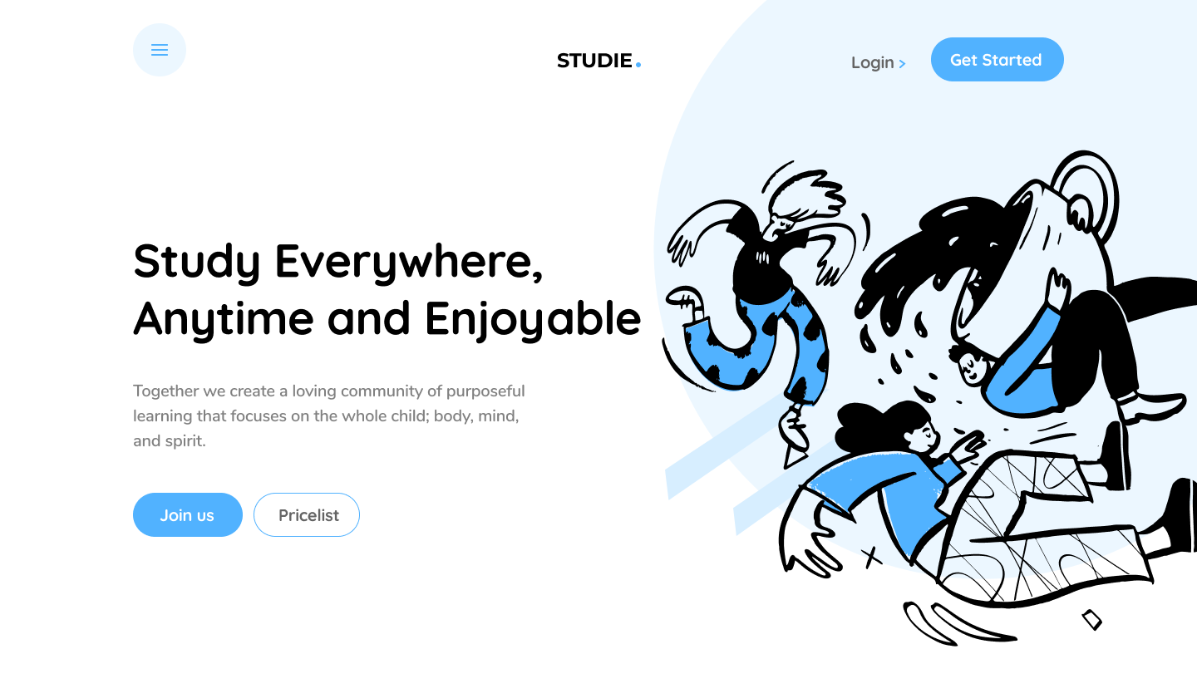 STUDIE.
Login >
Get Started
Study Everywhere,
Anytime and Enjoyable
Together we create a loving community of purposeful
learning that focuses on the whole child; body, mind,
and spirit.
Join us
Pricelist